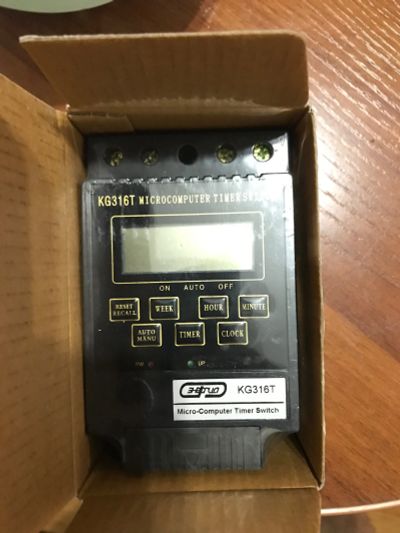 KG316T MICROCOMPUTER TIMER SWITCH
ON AUTO OFF
RESET
RECALL
WEEK
HOUR
MINUTE
AUTO
MANU
TIMER
CLOCK
KG316T
Micro-Computer Timer Switch